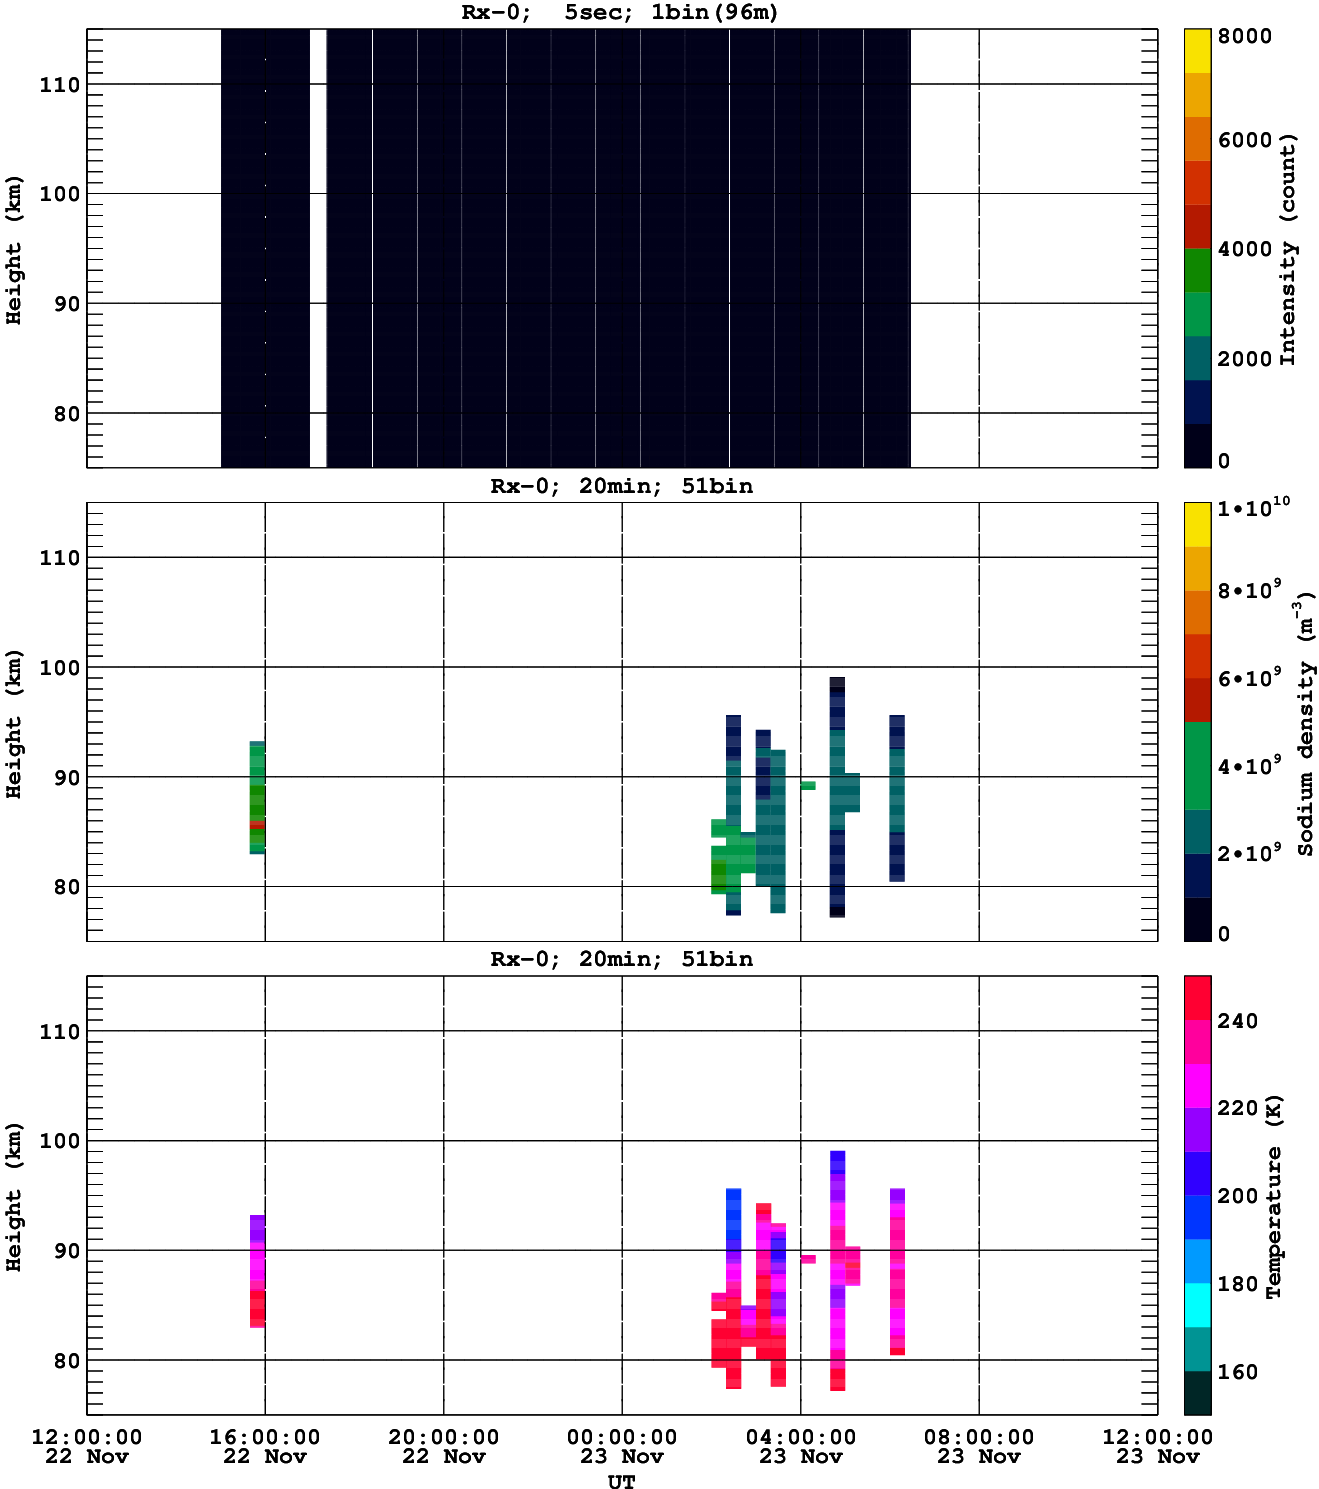 Rx-0;  5sec; 1bin(96m)
110
100
90
80
Height (km)
8000
6000
4000
2000
0
Intensity (count)
Rx-0; 20min; 51bin
110
100
90
80
Height (km)
1•10¹⁰
8•10⁹
6•10⁹
4•10⁹
2•10⁹
0
Sodium density (m⁻³)
Rx-0; 20min; 51bin
110
100
90
80
Height (km)
240
220
200
180
160
Temperature (K)
12:00:00 16:00:00 20:00:00 00:00:00 04:00:00 08:00:00 12:00:00
22 Nov 22 Nov 22 Nov 23 Nov 23 Nov 23 Nov 23 Nov
UT